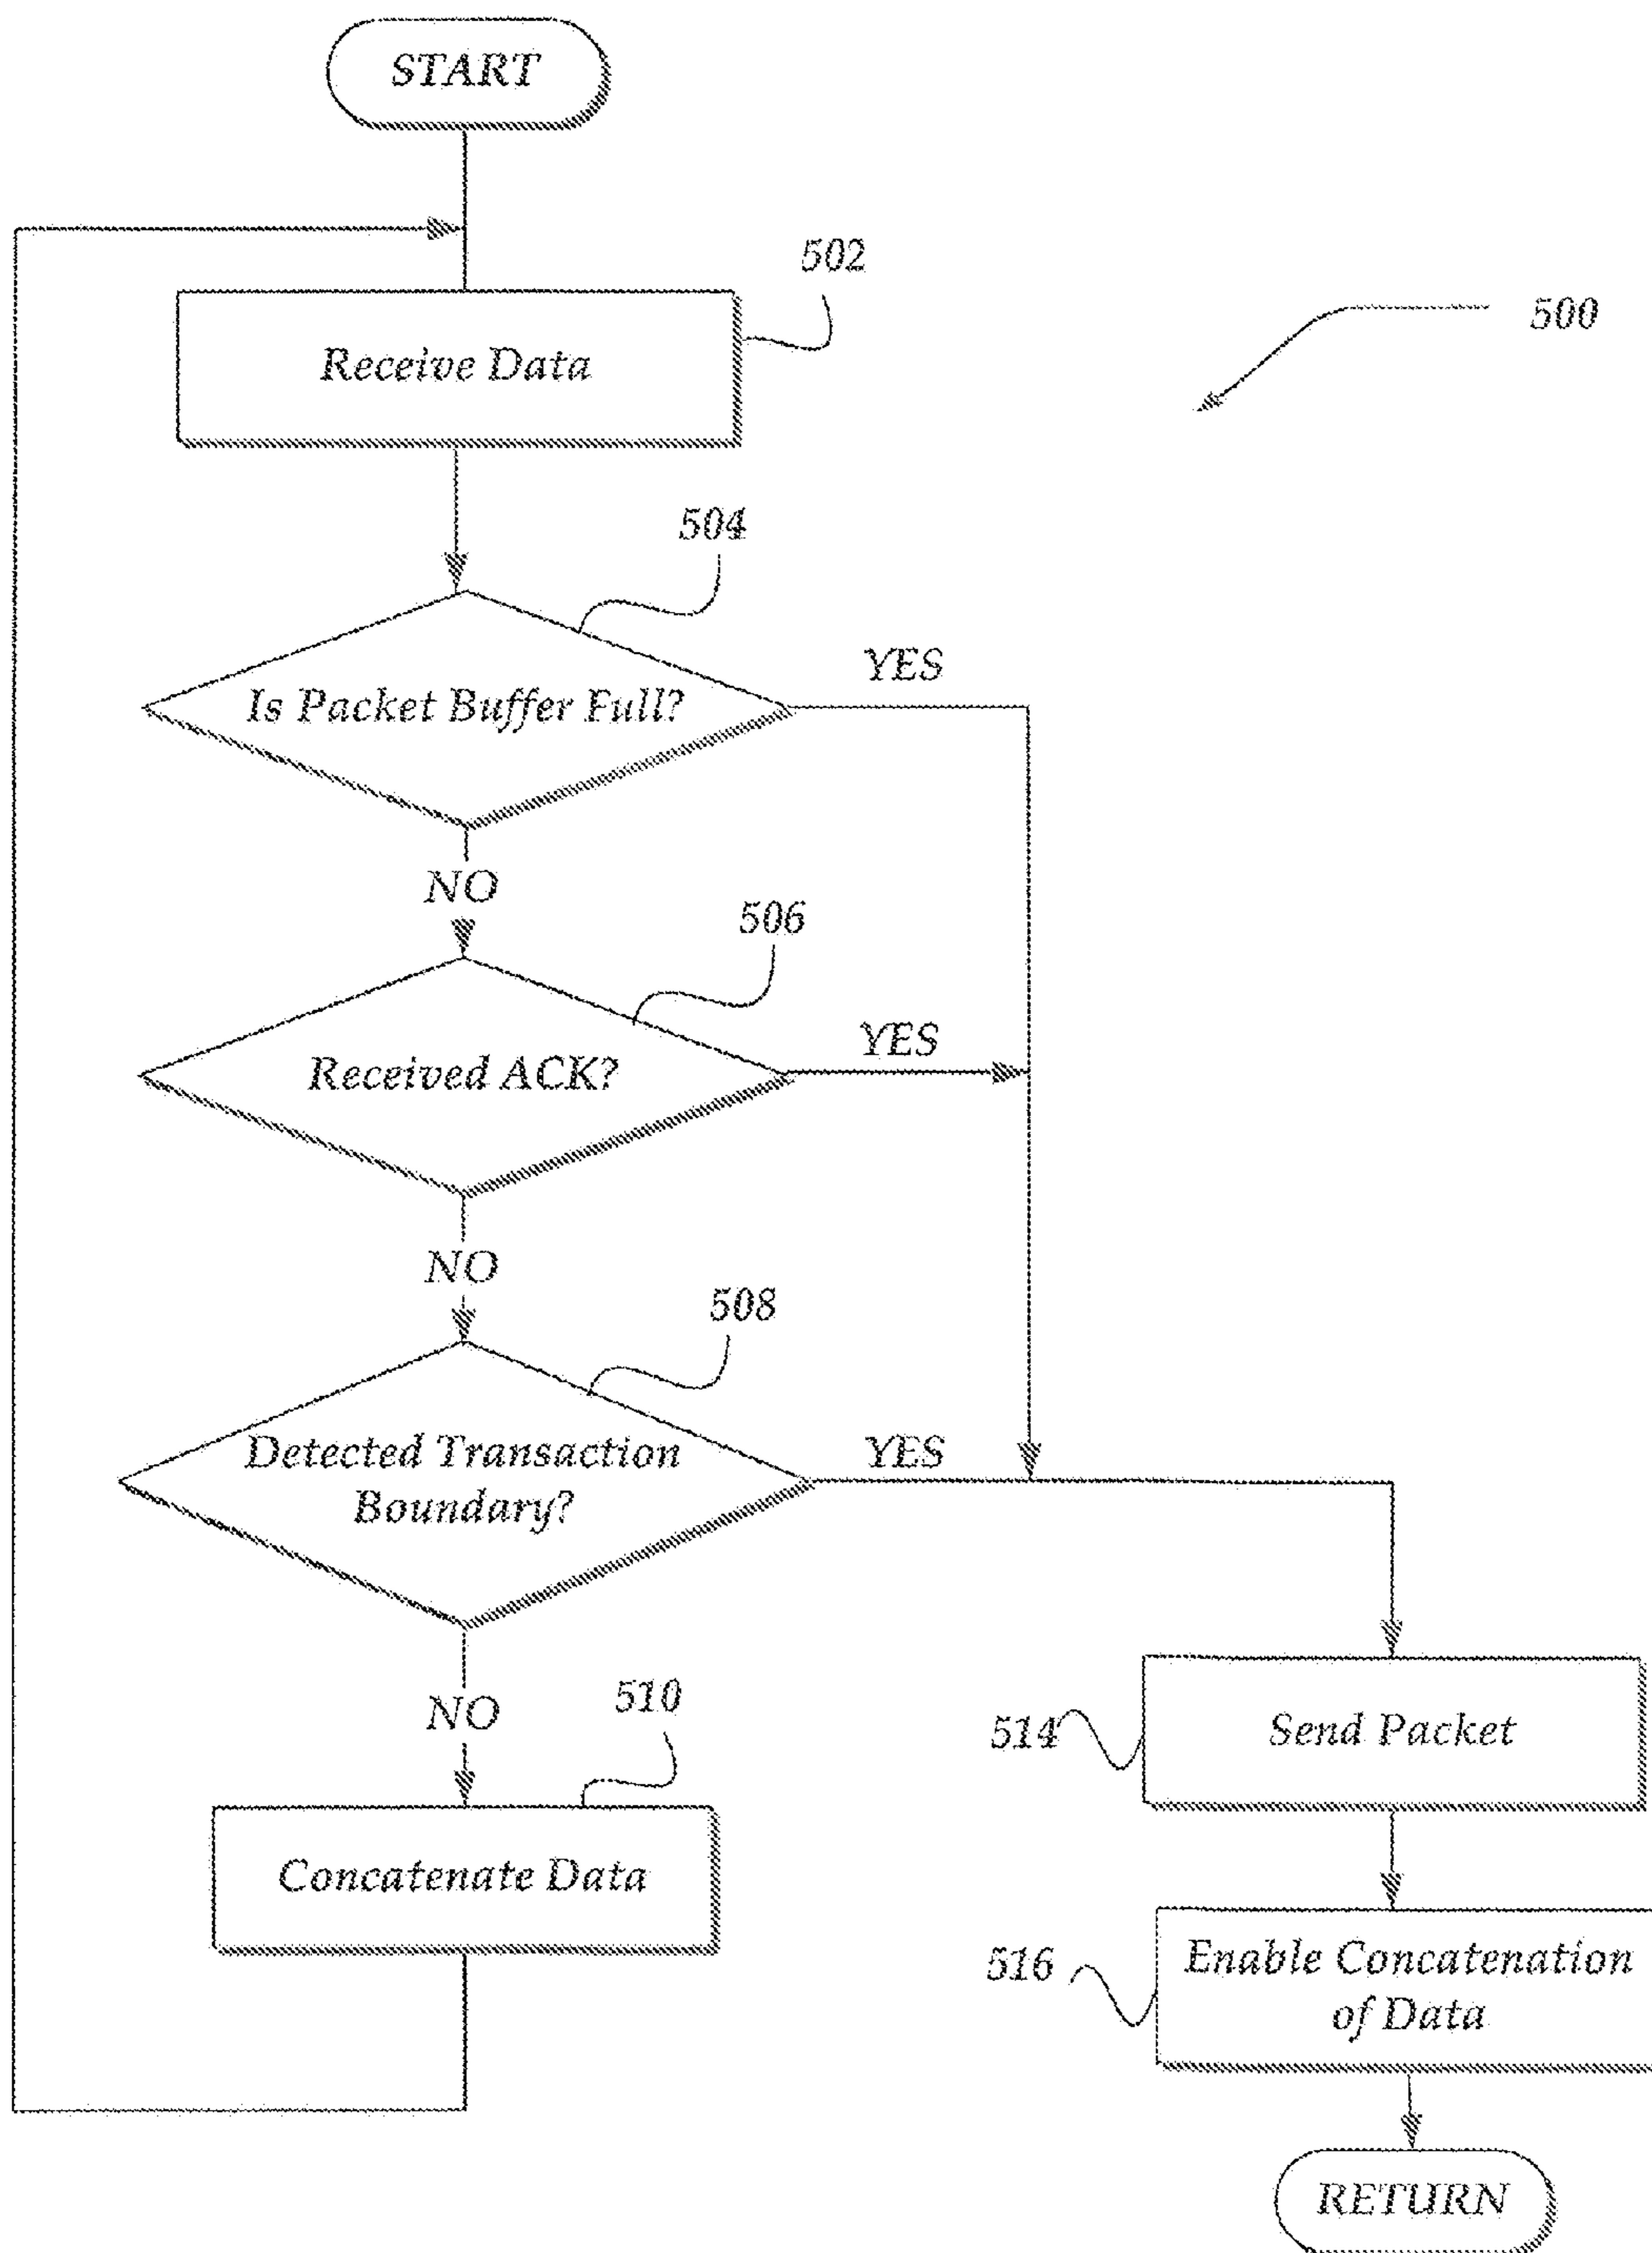 START
502
500
Receive Data
504
YES
Is Packet Buffer Full?
NO
506
YES
Received ACK?
NO
508
YES
Detected Transaction
Boundary?
NO
510
514
Send Packet
Concatenate Data
516
Enable Concatenation
of Data
RETURN